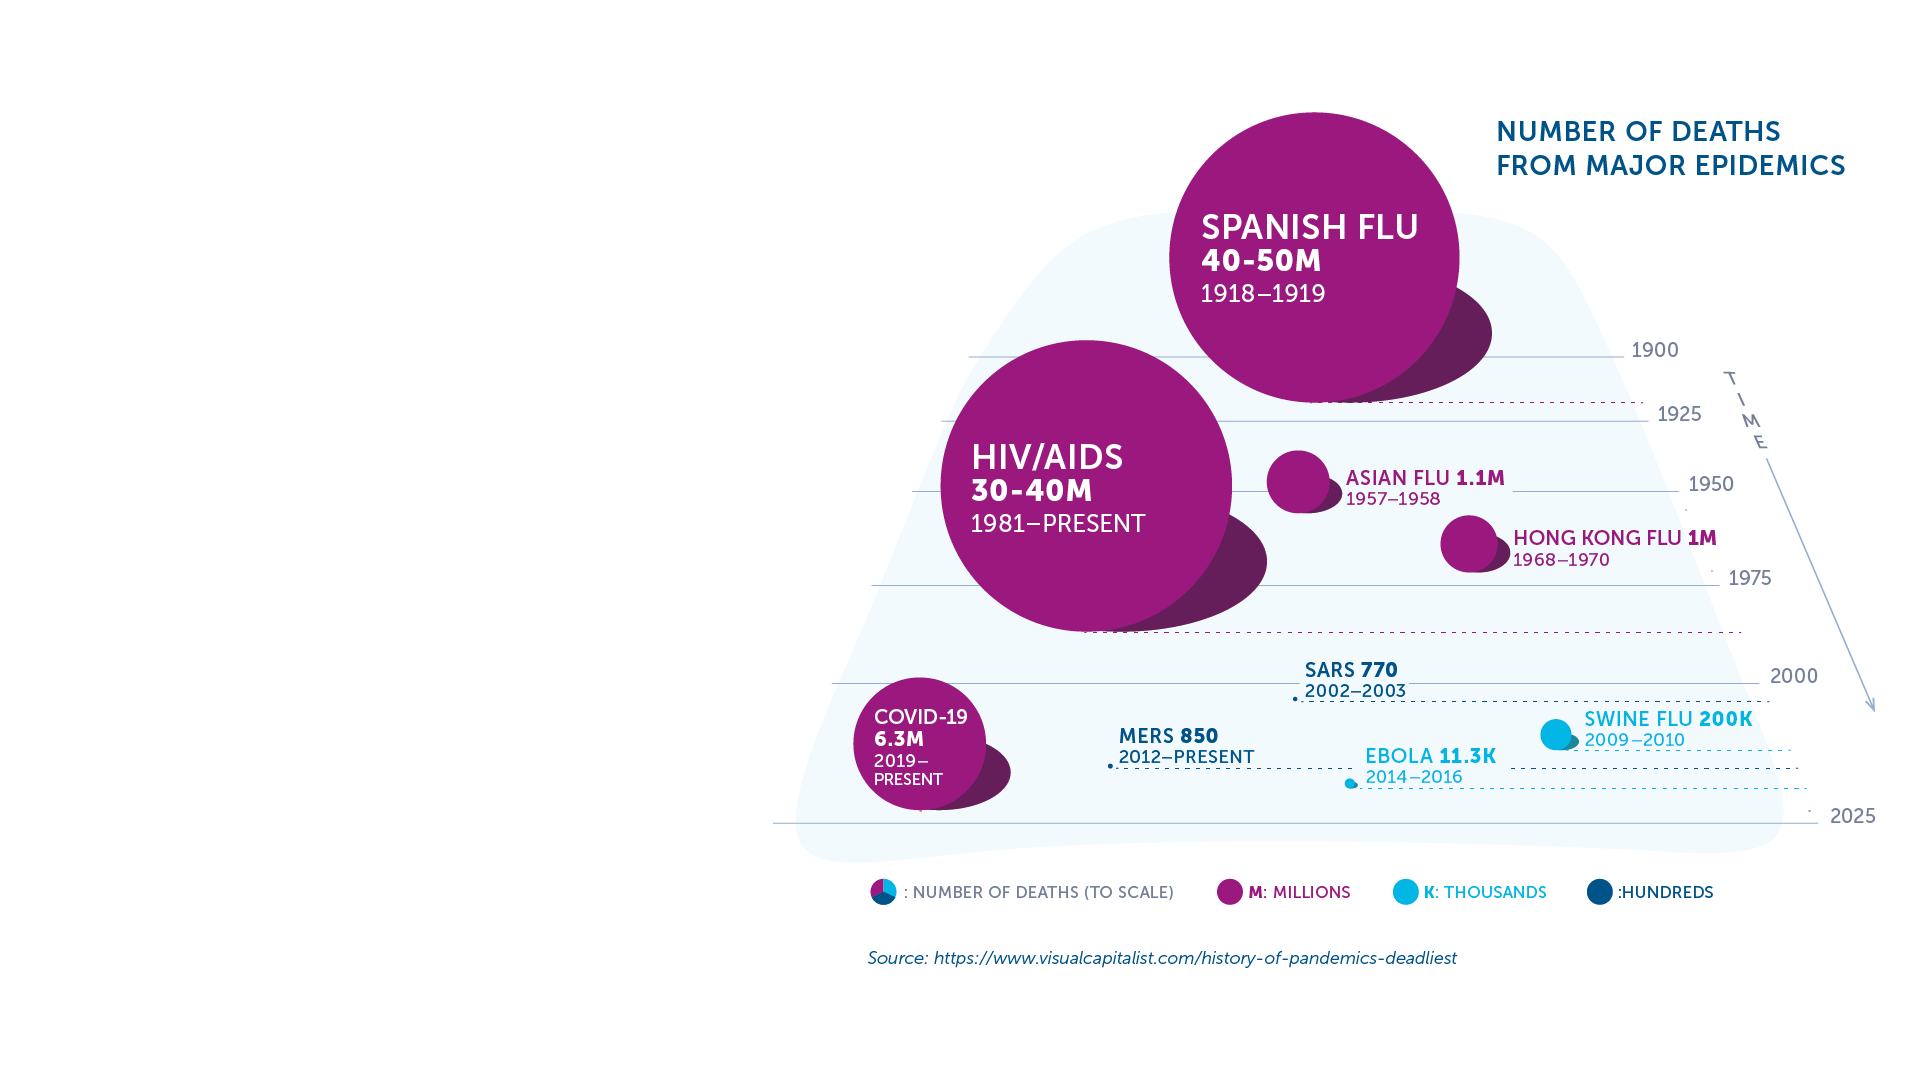 NUMBER OF DEATHS
FROM MAJOR EPIDEMICS
SPANISH FLU
40-50M
1918–1919
1900
TIME
1925
HIV/AIDS
30-40M
1981–PRESENT
ASIAN FLU 1.1M
1957–1958
1950
HONG KONG FLU 1M
1968–1970
1975
SARS 770
2002–2003
2000
COVID-19
6.3M
2019–
PRESENT
MERS 850
2012–PRESENT
SWINE FLU 200K
2009–2010
EBOLA 11.3K
2014–2016
2025
: NUMBER OF DEATHS (TO SCALE)
M: MILLIONS
K: THOUSANDS
:HUNDREDS
Source: https://www.visualcapitalist.com/history-of-pandemics-deadliest